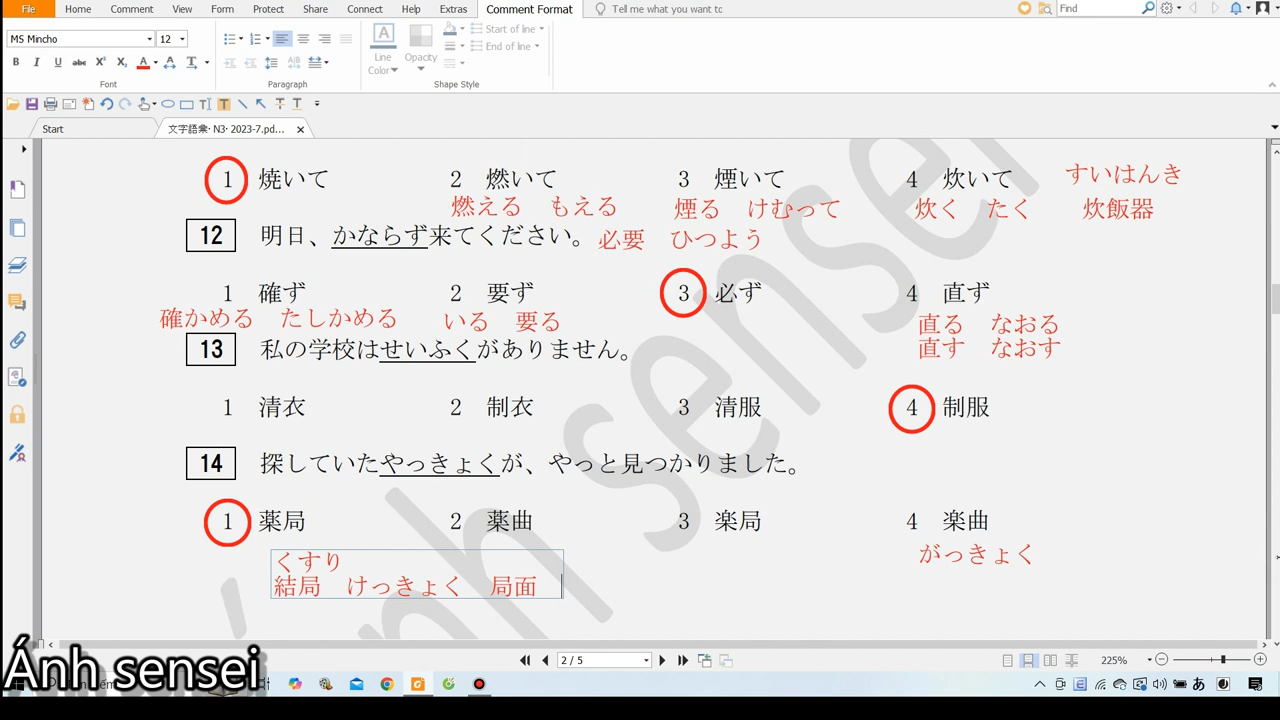 File Home Comment View Form Protect Share Connect Help Extras Comment Format Tell me what you want to Find
MS Mincho 12 Start of line
End of line
Line Color Opacity
Font Paragraph Shape Style
Start 文字語彙· N3· 2023-7.pd...
1 焼いて 2 燃いて 3 煙いて 4 炊いて すいはんき
燃える もえる 煙る けむって 炊く たく 炊飯器
12 明日、かならず来てください。 必要 ひつよう
1 確ず 2 要ず 3 必ず 4 直ず
確かめる たしかめる いる 要る 直る なおる
直す なおす
13 私の学校はせいふくがありません。
1 清衣 2 制衣 3 清服 4 制服
14 探していたやっきょくが、やっと見つかりました。
1 薬局 2 薬曲 3 楽局 4 楽曲
くすり がっきょく
結局 けっきょく 局面
Ánh sensei
2 / 5 225%
Ánh sensei